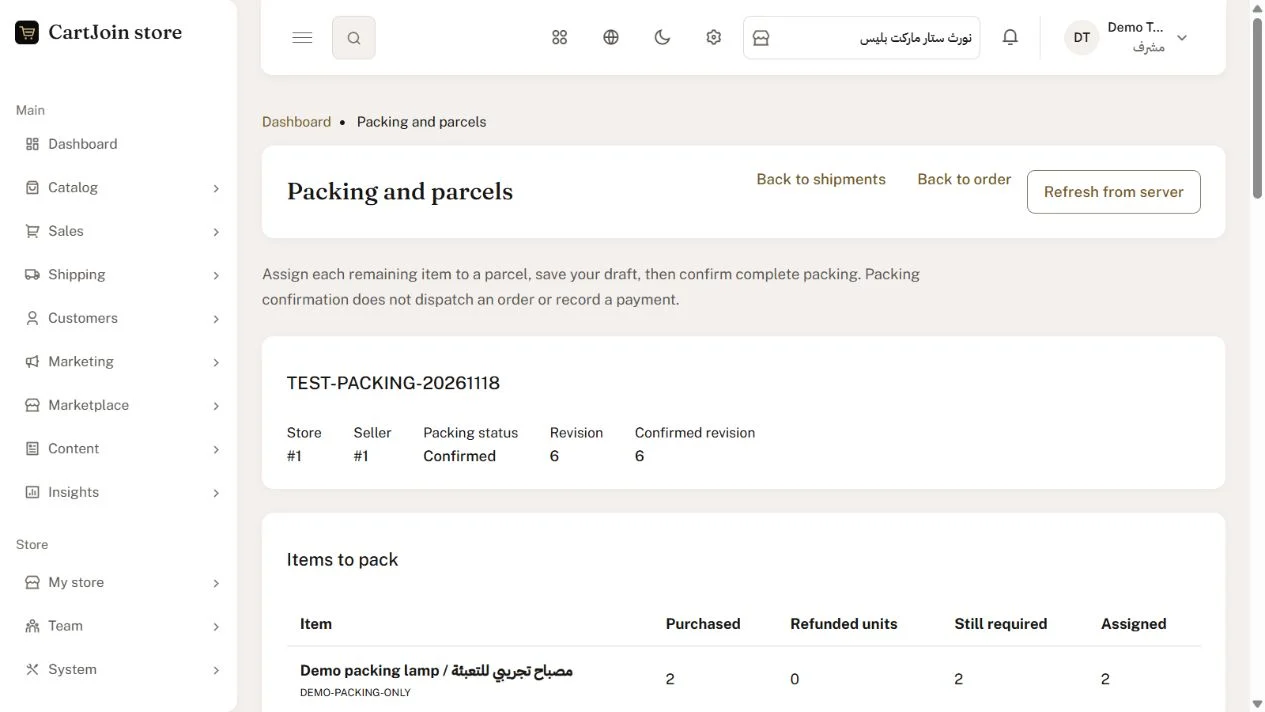 CartJoin store
نورث ستار ماركت بليس
DT
Demo T...
مشرف
Main
Dashboard
Catalog
Sales
Shipping
Customers
Marketing
Marketplace
Content
Insights
Store
My store
Team
System
Dashboard • Packing and parcels
Packing and parcels
Back to shipments
Back to order
Refresh from server
Assign each remaining item to a parcel, save your draft, then confirm complete packing. Packing
confirmation does not dispatch an order or record a payment.
TEST-PACKING-20261118
Store Seller Packing status Revision Confirmed revision
#1 #1 Confirmed 6 6
Items to pack
Item Purchased Refunded units Still required Assigned
Demo packing lamp / مصباح تجريبي للتعبئة 2 0 2 2
DEMO-PACKING-ONLY